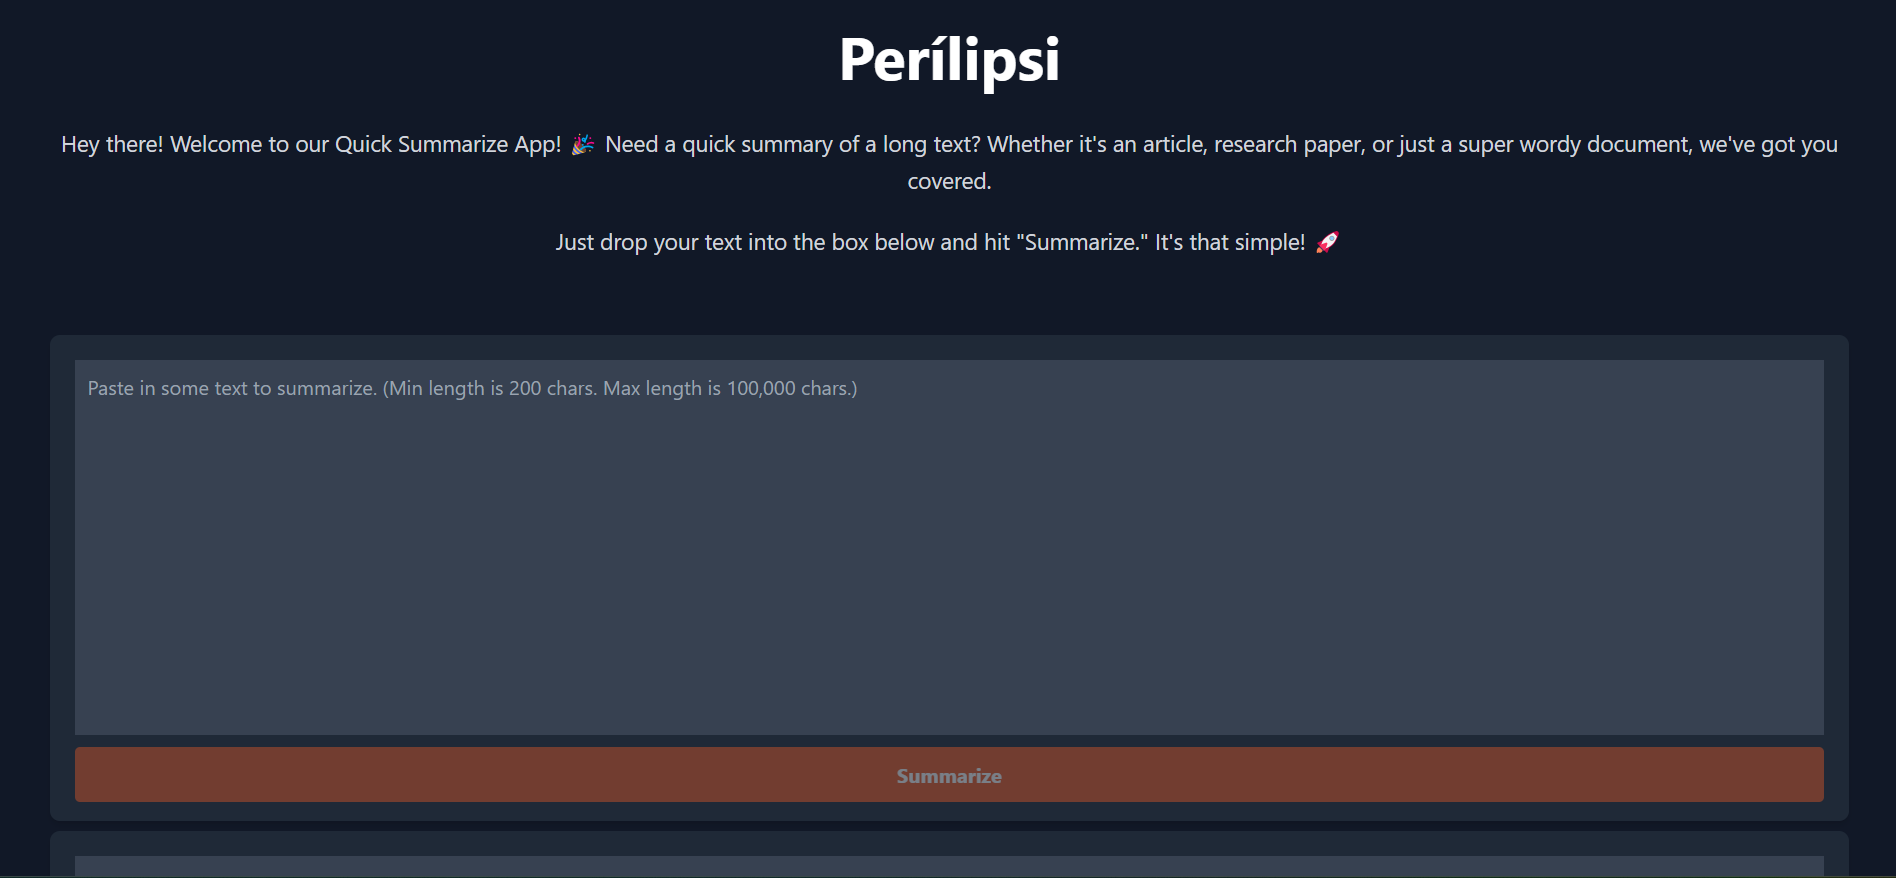 Perílipsi
Hey there! Welcome to our Quick Summarize App! 🎉 Need a quick summary of a long text? Whether it's an article, research paper, or just a super wordy document, we've got you
covered.
Just drop your text into the box below and hit "Summarize." It's that simple! 🚀
Paste in some text to summarize. (Min length is 200 chars. Max length is 100,000 chars.)
Summarize